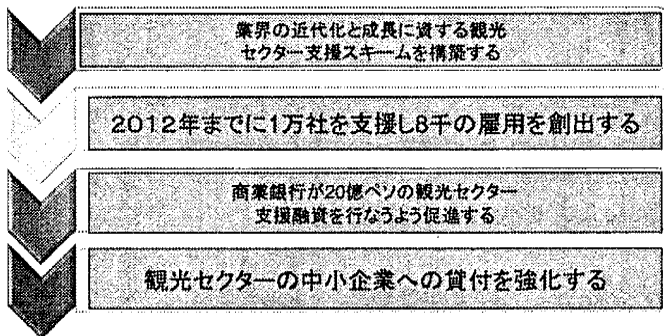 業界の近代化と成長に資する観光
セクター支援スキームを構築する
2012年までに1万社を支援し8千の雇用を創出する
商業銀行が20億ペソの観光セクター
支援融資を行なうよう促進する
観光セクターの中小企業への貸付を強化する